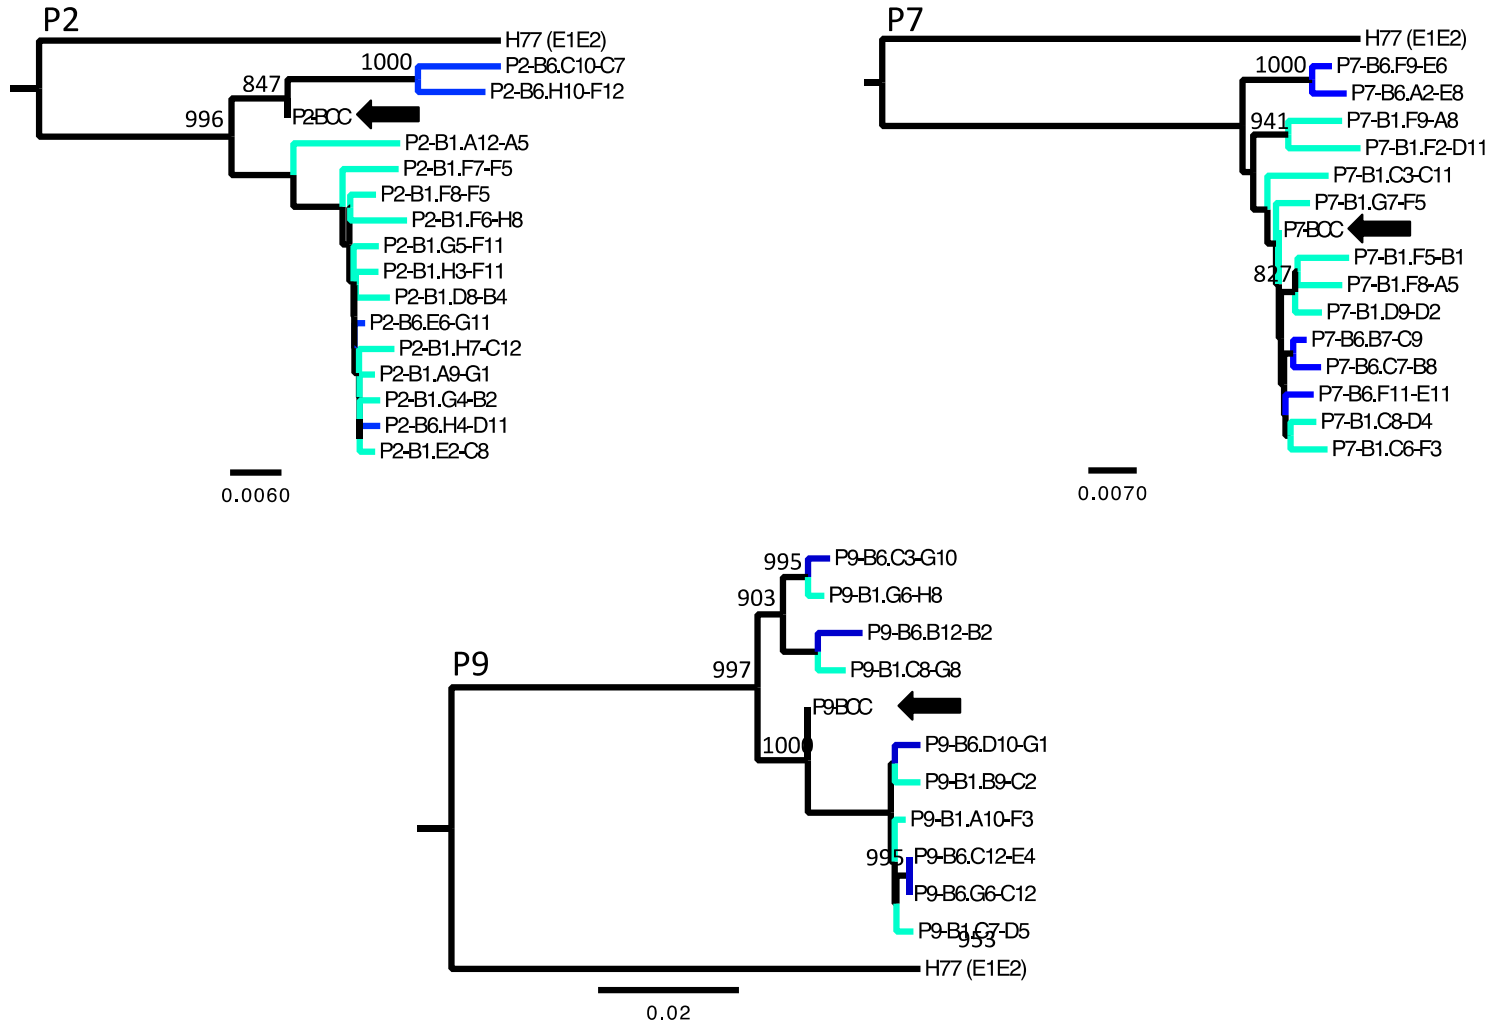 P2
H77 (E1E2)
1000
P2-B6.C10-C7
847
P2-B6.H10-F12
996
P2-BOC
P2-B1.A12-A5
P2-B1.F7-F5
P2-B1.F8-F5
P2-B1.F6-H8
P2-B1.G5-F11
P2-B1.H3-F11
P2-B1.D8-B4
P2-B6.E6-G11
P2-B1.H7-C12
P2-B1.A9-G1
P2-B1.G4-B2
P2-B6.H4-D11
P2-B1.E2-C8
0.0060
P7
H77 (E1E2)
1000
P7-B6.F9-E6
P7-B6.A2-E8
941
P7-B1.F9-A8
P7-B1.F2-D11
P7-B1.C3-C11
P7-B1.G7-F5
P7-BOC
P7-B1.F5-B1
827
P7-B1.F8-A5
P7-B1.D9-D2
P7-B6.B7-C9
P7-B6.C7-B8
P7-B6.F11-E11
P7-B1.C8-D4
P7-B1.C6-F3
0.0070
P9
995
P9-B6.C3-G10
903
P9-B1.G6-H8
P9-B6.B12-B2
997
P9-B1.C8-G8
P9-BOC
1000
P9-B6.D10-G1
P9-B1.B9-C2
P9-B1.A10-F3
995
P9-B6.C12-E4
P9-B6.G6-C12
P9-B1.C7-D5
953
H77 (E1E2)
0.02